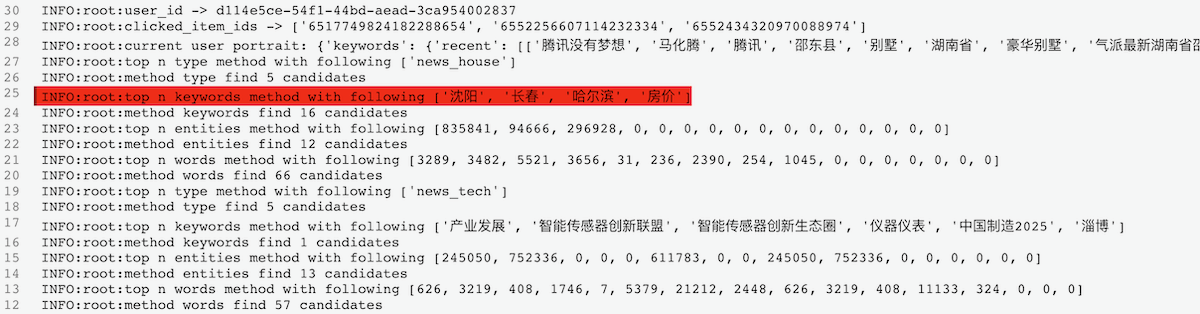 30 INFO:root:user_id -> d114e5ce-54f1-44bd-aead-3ca954002837
29 INFO:root:clicked_item_ids -> ['6517749824182288654', '6552256607114232334', '6552434320970088974']
28 INFO:root:current user portrait: {'keywords': {'recent': [['腾讯没有梦想', '马化腾', '腾讯', '邵东县', '别墅', '湖南省', '豪华别墅', '气派最新湖南省邵
27 INFO:root:top n type method with following ['news_house']
26 INFO:root:method type find 5 candidates
25 INFO:root:top n keywords method with following ['沈阳', '长春', '哈尔滨', '房价']
24 INFO:root:method keywords find 16 candidates
23 INFO:root:top n entities method with following [835841, 94666, 296928, 0, 0, 0, 0, 0, 0, 0, 0, 0, 0, 0, 0, 0]
22 INFO:root:method entities find 12 candidates
21 INFO:root:top n words method with following [3289, 3482, 5521, 3656, 31, 236, 2390, 254, 1045, 0, 0, 0, 0, 0, 0, 0]
20 INFO:root:method words find 66 candidates
19 INFO:root:top n type method with following ['news_tech']
18 INFO:root:method type find 5 candidates
17 INFO:root:top n keywords method with following ['产业发展', '智能传感器创新联盟', '智能传感器创新生态圈', '仪器仪表', '中国制造2025', '淄博']
16 INFO:root:method keywords find 1 candidates
15 INFO:root:top n entities method with following [245050, 752336, 0, 0, 0, 611783, 0, 0, 245050, 752336, 0, 0, 0, 0, 0, 0]
14 INFO:root:method entities find 13 candidates
13 INFO:root:top n words method with following [626, 3219, 408, 1746, 7, 5379, 21212, 2448, 626, 3219, 408, 11133, 324, 0, 0, 0]
12 INFO:root:method words find 57 candidates